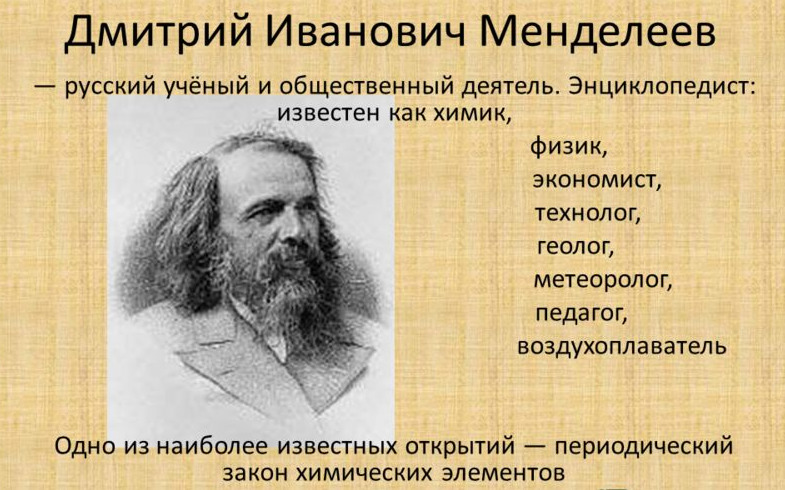 Дмитрий Иванович Менделеев
— русский учёный и общественный деятель. Энциклопедист:
известен как химик,
физик,
экономист,
технолог,
геолог,
метеоролог,
педагог,
воздухоплаватель
Одно из наиболее известных открытий — периодический
закон химических элементов